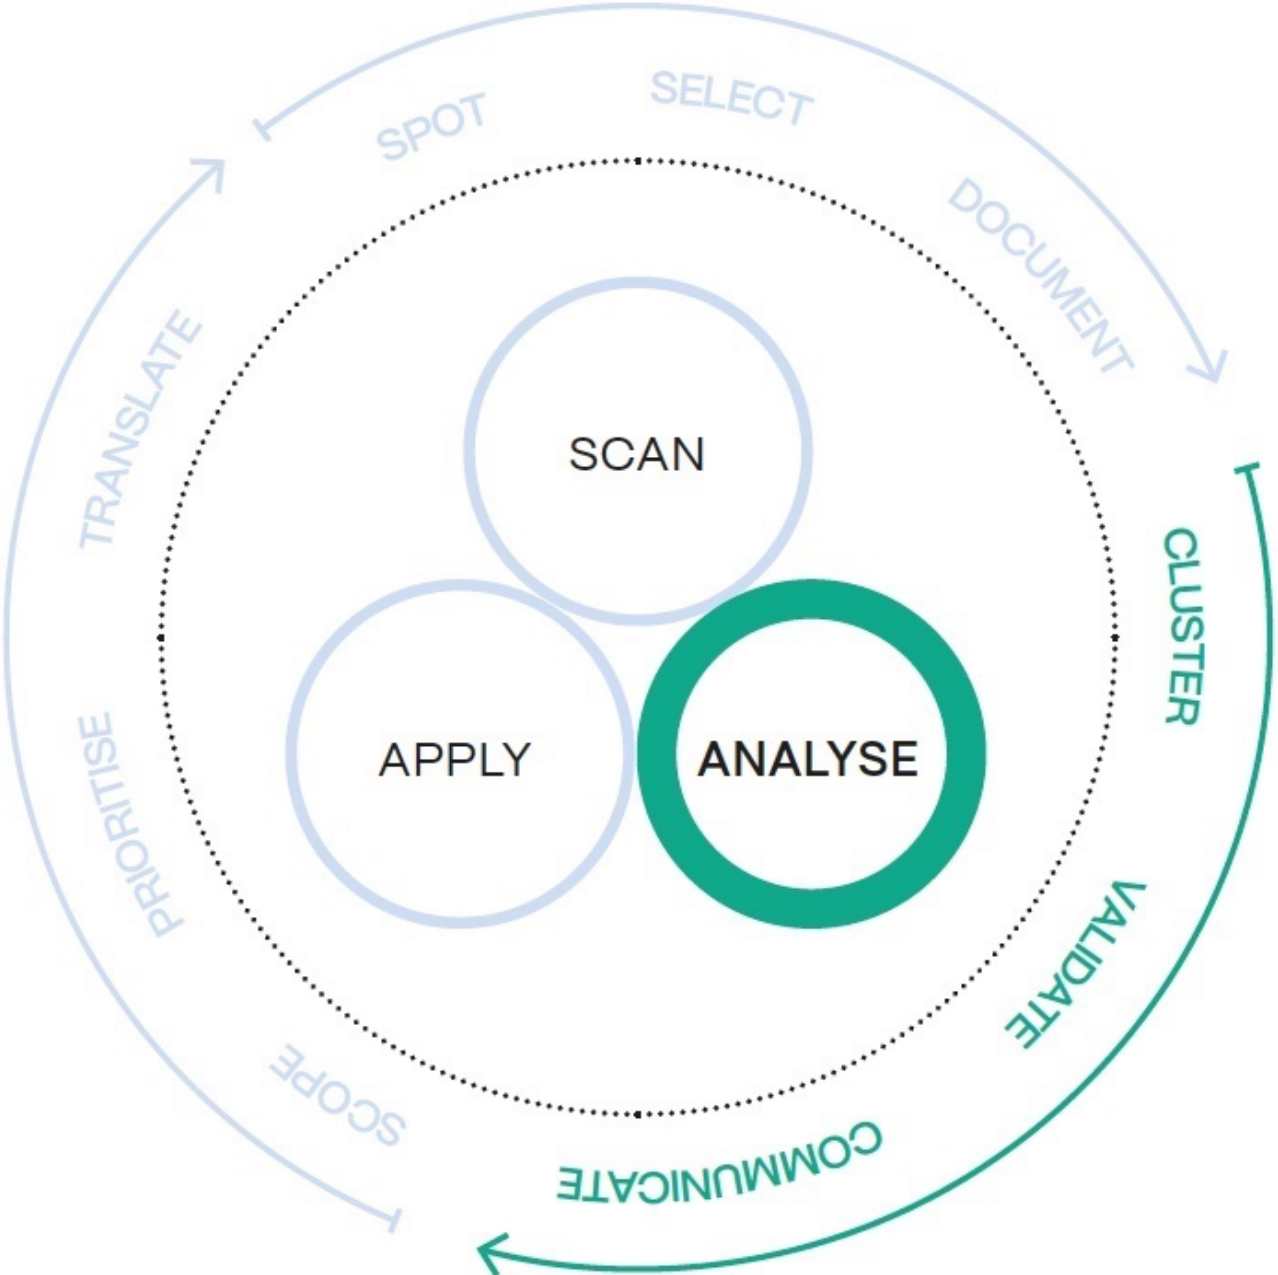 SPOT
SELECT
DOCUMENT
CLUSTER
VALIDATE
COMMUNICATE
SCOPE
PRIORITISE
TRANSLATE
SCAN
APPLY
ANALYSE